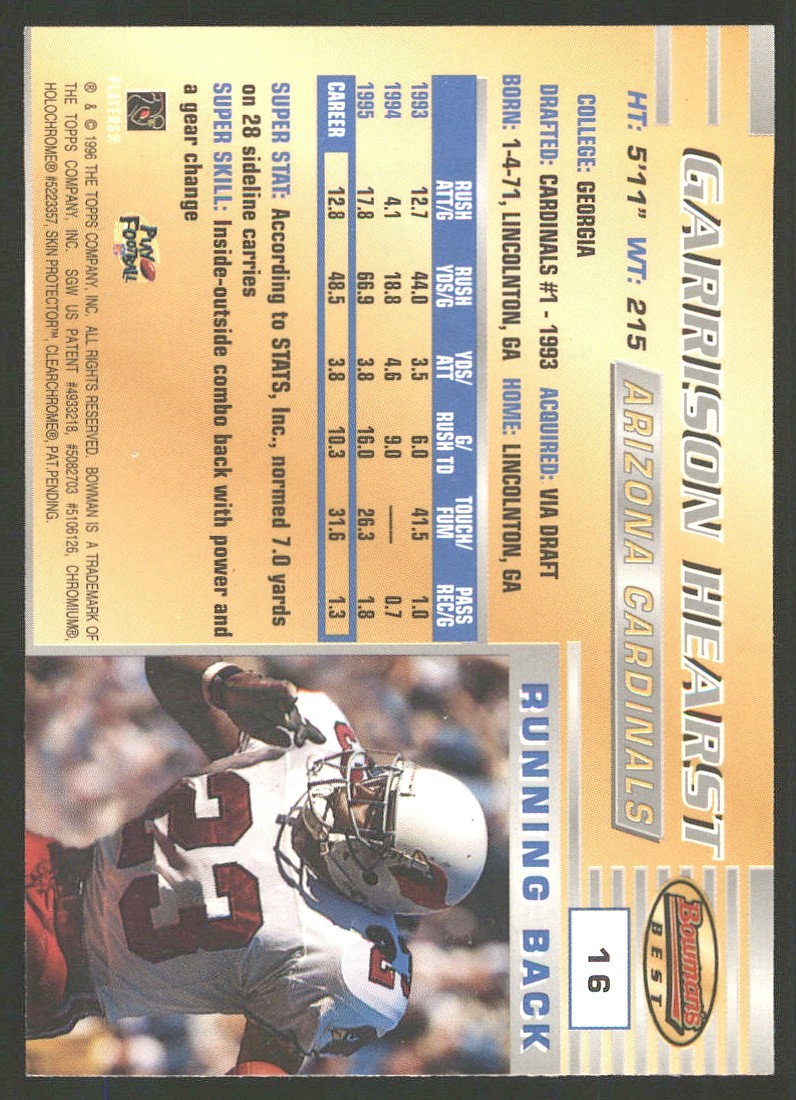 GARRISON HEARST
HT: 5'11" WT: 215
ARIZONA CARDINALS
Bowman's
BEST
16
COLLEGE: GEORGIA
DRAFTED: CARDINALS #1 - 1993 ACQUIRED: VIA DRAFT
BORN: 1-4-71, LINCOLNTON, GA HOME: LINCOLNTON, GA
RUSH ATT/G RUSH YDS/G YDS/ATT G/RUSH TD TOUCH/FUM PASS REC/G
1993 12.7 44.0 3.5 6.0 41.5 1.0
1994 4.1 18.8 4.6 9.0 — 0.7
1995 17.8 66.9 3.8 16.0 26.3 1.8
CAREER 12.8 48.5 3.8 10.3 31.6 1.3
SUPER STAT: According to STATS, Inc., normed 7.0 yards
on 28 sideline carries
SUPER SKILL: Inside-outside combo back with power and
a gear change
RUNNING BACK
23
PLAYERS
PLAY
FOOTBALL
® & © 1996 THE TOPPS COMPANY, INC. ALL RIGHTS RESERVED. BOWMAN IS A TRADEMARK OF
THE TOPPS COMPANY, INC. SGW US PATENT #4933218, #5082703 #5106126, CHROMIUM®,
HOLOCHROME® #5223357, SKIN PROTECTOR™, CLEARCHROME®, PAT.PENDING.